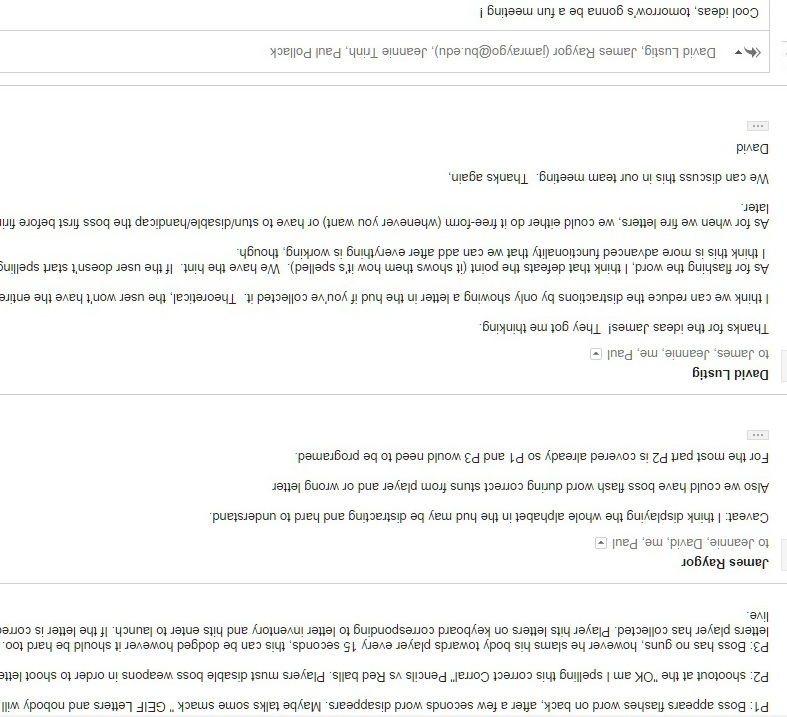 P1: Boss appears flashes word on back, after a few seconds word disappears. Maybe talks some smack " GEIF Letters and nobody will
P2: shootout at the "OK am I spelling this correct Corral" Pencils vs Red balls. Players must disable boss weapons in order to shoot lette
P3: Boss has no guns, however he slams his body towards player every 15 seconds, this can be dodged however it should be hard too.
letters player has collected. Player hits letters on keyboard corresponding to letter inventory and hits enter to launch. If the letter is correc
live.
James Raygor
to Jeannie, David, me, Paul
Caveat: I think displaying the whole alphabet in the hud may be distracting and hard to understand.
Also we could have boss flash word during correct stuns from player and or wrong letter
For the most part P2 is covered already so P1 and P3 would need to be programed.
David Lustig
to James, Jeannie, me, Paul
Thanks for the ideas James! They got me thinking.
I think we can reduce the distractions by only showing a letter in the hud if you've collected it. Theoretical, the user won't have the entire
As for flashing the word, I think that defeats the point (it shows them how it's spelled). We have the hint. If the user doesn't start spelling
I think this is more advanced functionality that we can add after everything is working, though.
As for when we fire letters, we could either do it free-form (whenever you want) or have to stun/disable/handicap the boss first before firin
later.
We can discuss this in our team meeting. Thanks again,
David
David Lustig, James Raygor (jamraygo@bu.edu), Jeannie Trinh, Paul Pollack
Cool ideas, tomorrow's gonna be a fun meeting !